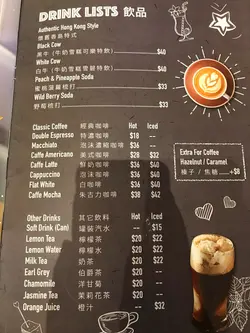 DRINK LISTS 飲品
Authentic Hong Kong Style
懷舊港島特式
Black Cow
黑牛 (牛奶雪糕可樂特飲) $40
White Cow
白牛 (牛奶雪糕雪碧特飲) $40
Peach & Pineapple Soda
蜜桃菠蘿梳打 $33
Wild Berry Soda
野莓梳打 $33
Classic Coffee 經典咖啡 Hot Iced
Double Espresso 特濃咖啡 $18
Macchiato 泡沫濃縮咖啡 $36 $40
Caffe Americano 美式咖啡 $28 $32
Caffe Latte 鮮奶咖啡 $36 $40
Cappuccino 泡沫咖啡 $36 $40
Flat White 白咖啡 $36 $40
Caffe Mocha 朱古力咖啡 $38 $42
Extra For Coffee
Hazelnut / Caramel
榛子 / 焦糖 +$8
Other Drinks 其它飲料 Hot Iced
Soft Drink (Can) 罐裝汽水 $15
Lemon Tea 檸檬茶 $20 $22
Lemon Water 檸檬水 $20 $22
Milk Tea 奶茶 $20 $22
Earl Grey 伯爵茶 $20
Chamomile 洋甘菊 $20
Jasmine Tea 茉莉花茶 $20
Orange Juice 橙汁 $32